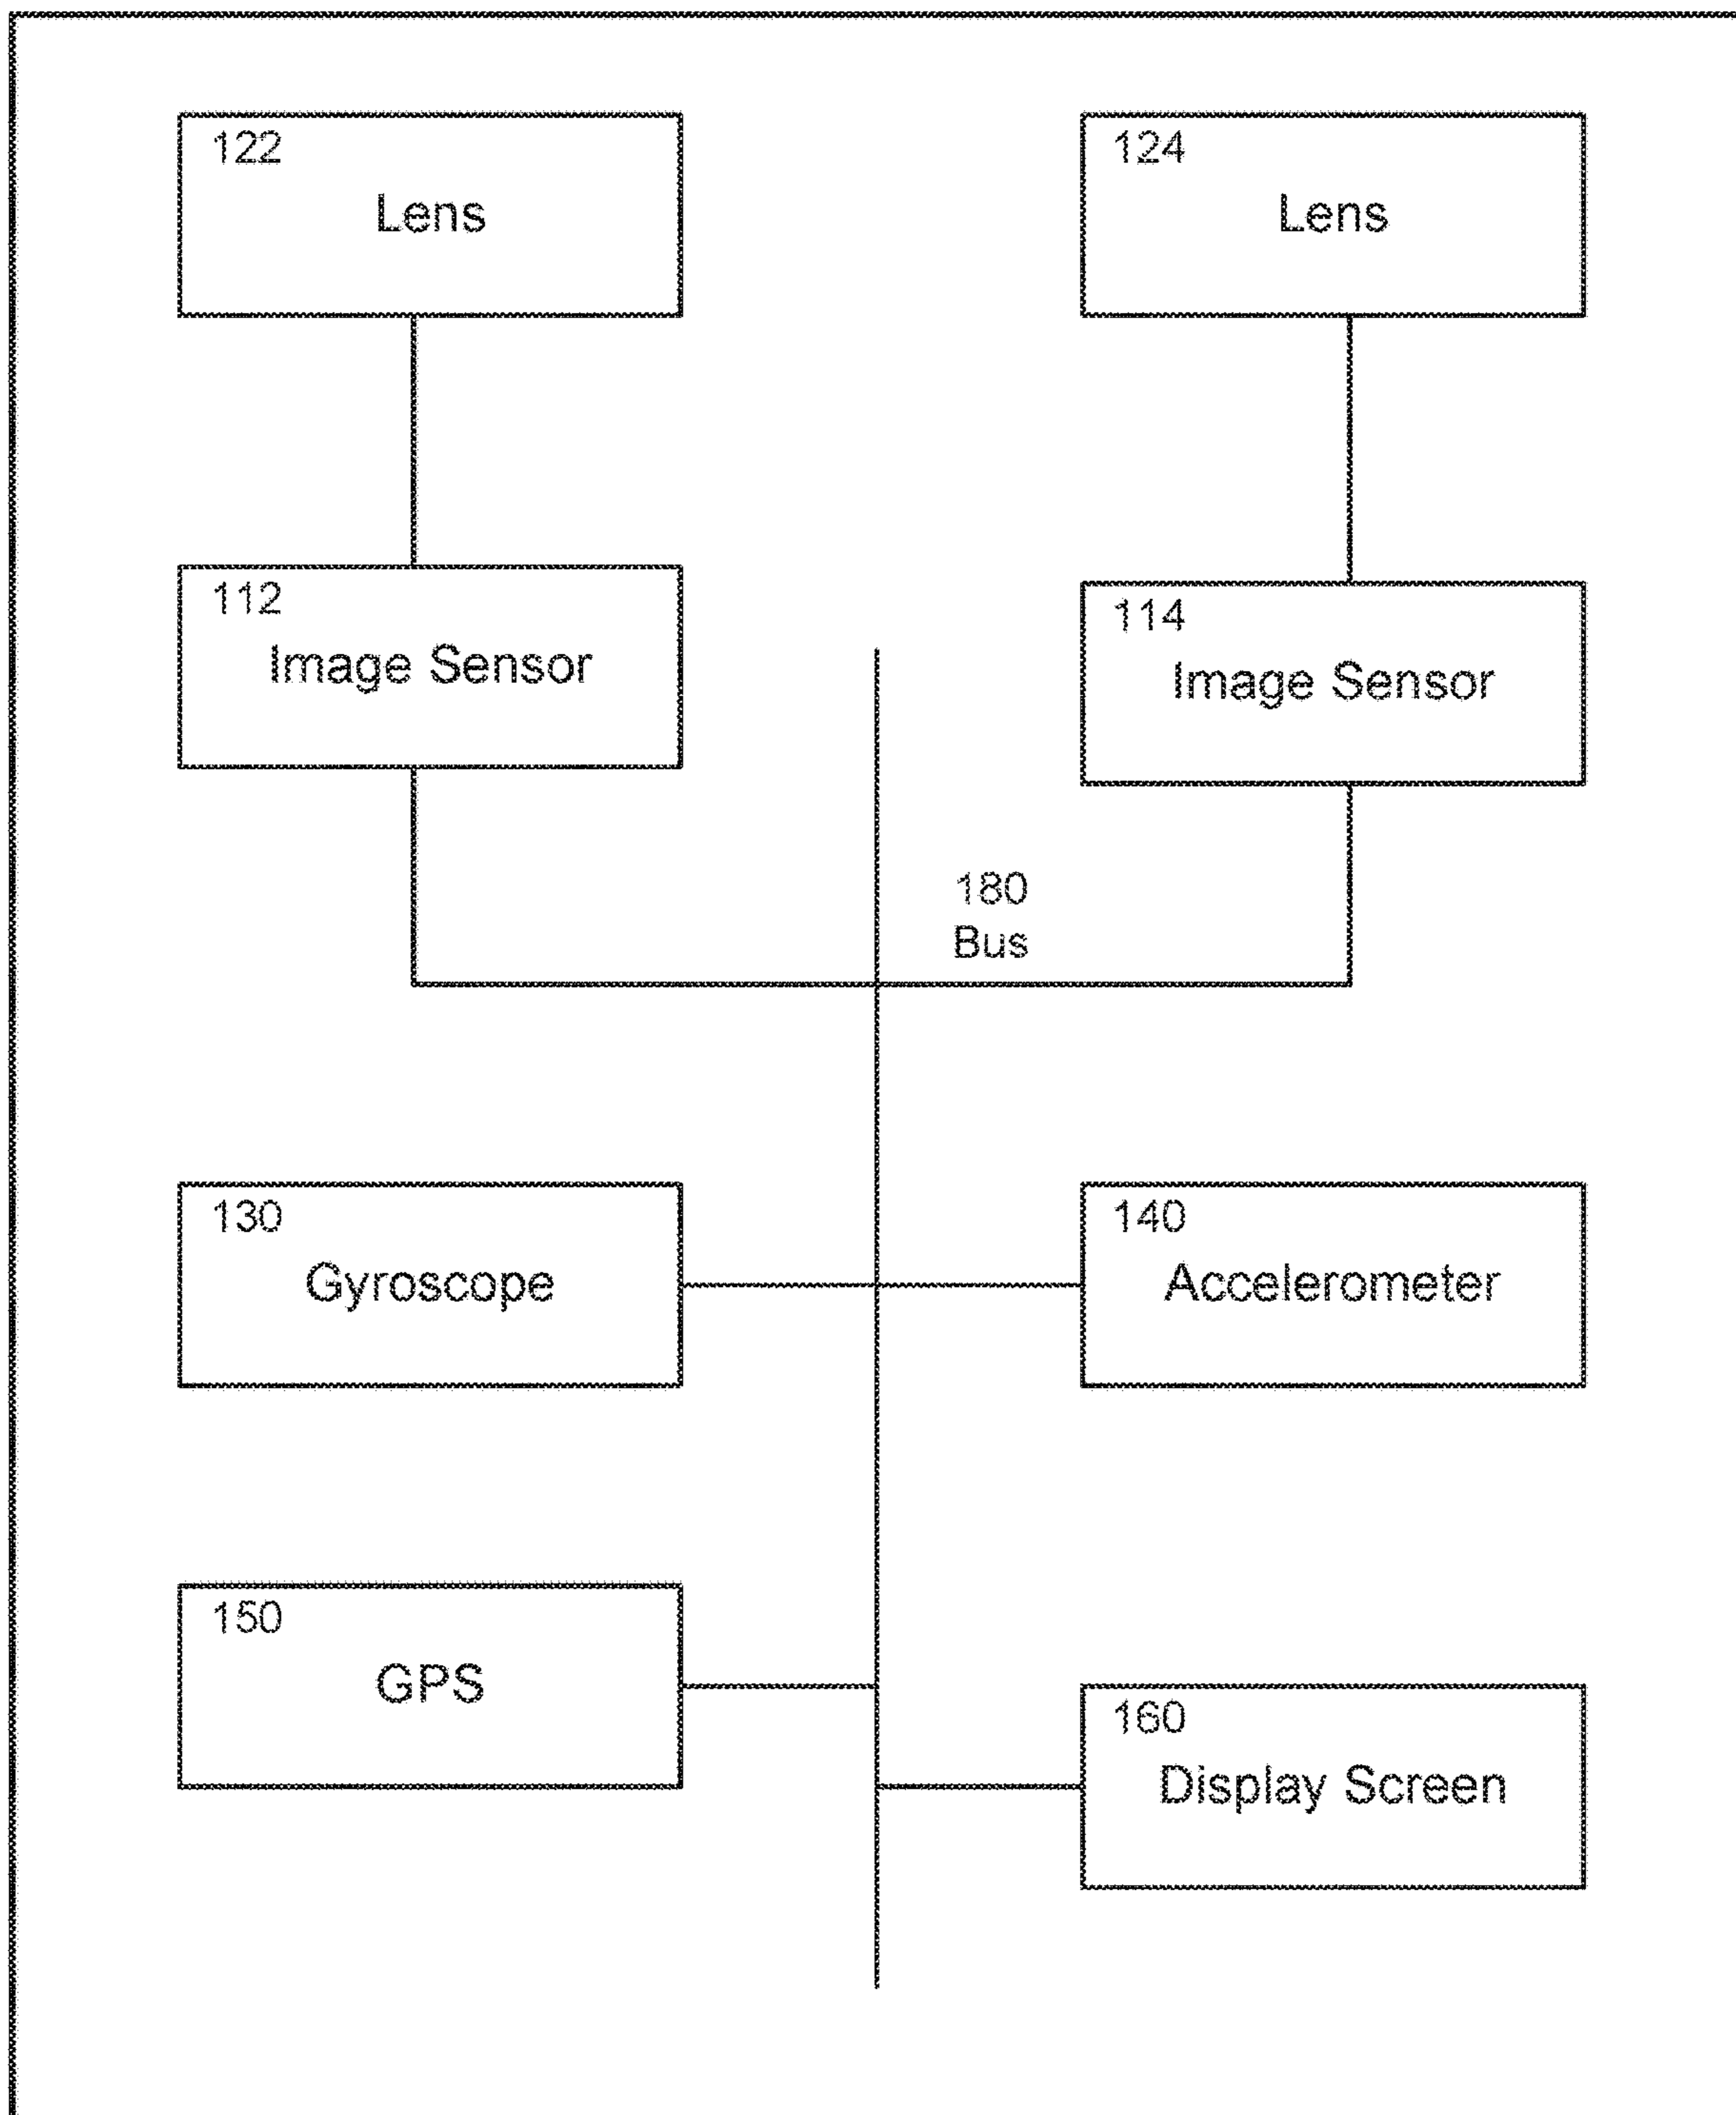 122
Lens
124
Lens
112
Image Sensor
114
Image Sensor
180
Bus
130
Gyroscope
140
Accelerometer
150
GPS
160
Display Screen